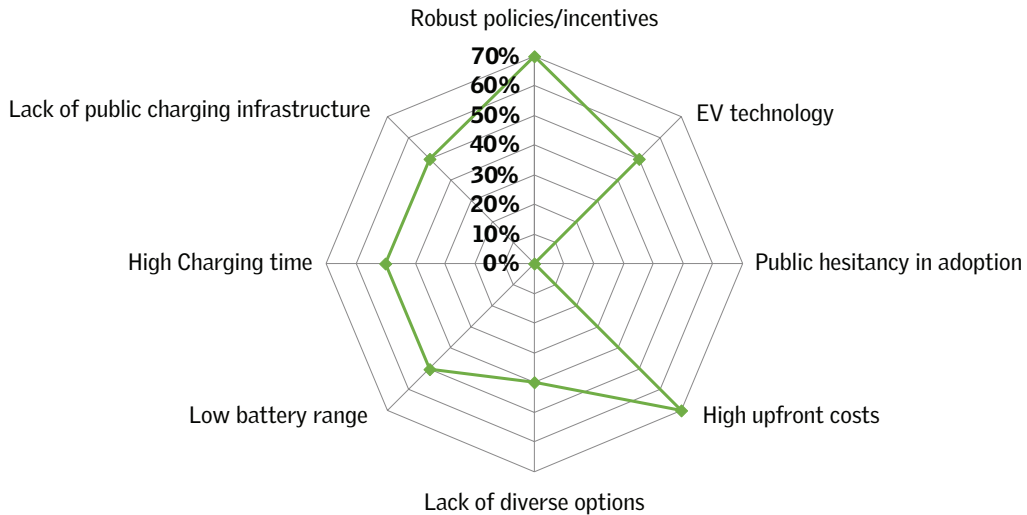 Robust policies/incentives
70%
60%
50%
40%
30%
20%
10%
0%
EV technology
Public hesitancy in adoption
High upfront costs
Lack of diverse options
Low battery range
High Charging time
Lack of public charging infrastructure